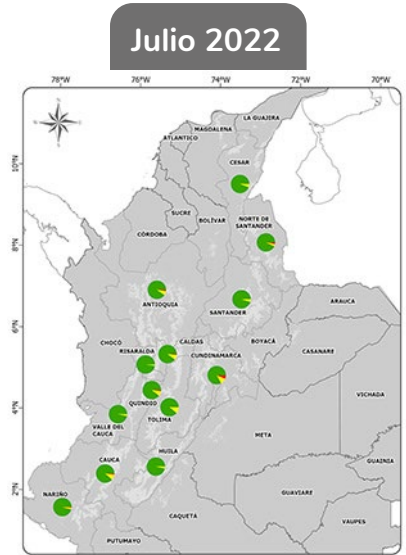 Julio 2022
78°W 76°W 74°W 72°W 70°W
LA GUAJIRA
MAGDALENA
ATLANTICO
10°N
CESAR
SUCRE
BOLÍVAR
NORTE DE
SANTANDER
CÓRDOBA
8°N
ANTIOQUIA
SANTANDER
ARAUCA
6°N
CHOCÓ
CALDAS
BOYACÁ
RISARALDA
CUNDINAMARCA
CASANARE
VICHADA
QUINDIO
4°N
TOLIMA
VALLE DEL
CAUCA
META
HUILA
CAUCA
GUAINIA
2°N
NARIÑO
GUAVIARE
CAQUETA
VAUPES
PUTUMAYO